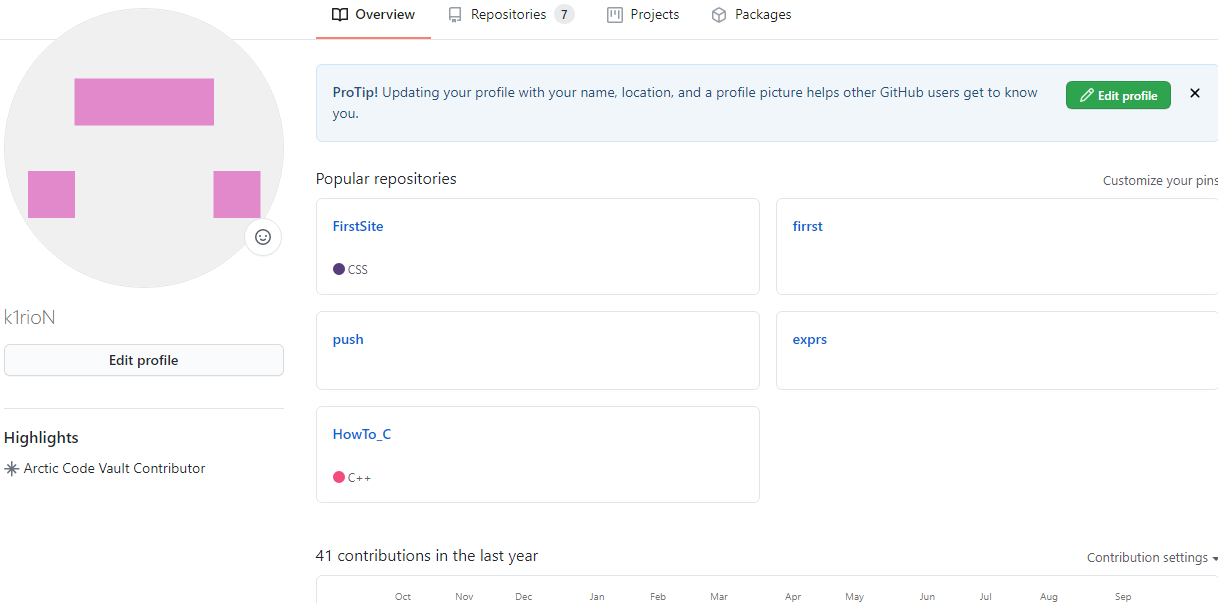 Overview Repositories 7 Projects Packages
ProTip! Updating your profile with your name, location, and a profile picture helps other GitHub users get to know
you.
Edit profile
Popular repositories
Customize your pins
FirstSite
CSS
firrst
push
exprs
HowTo_C
C++
k1rioN
Edit profile
Highlights
Arctic Code Vault Contributor
41 contributions in the last year
Contribution settings
Oct Nov Dec Jan Feb Mar Apr May Jun Jul Aug Sep